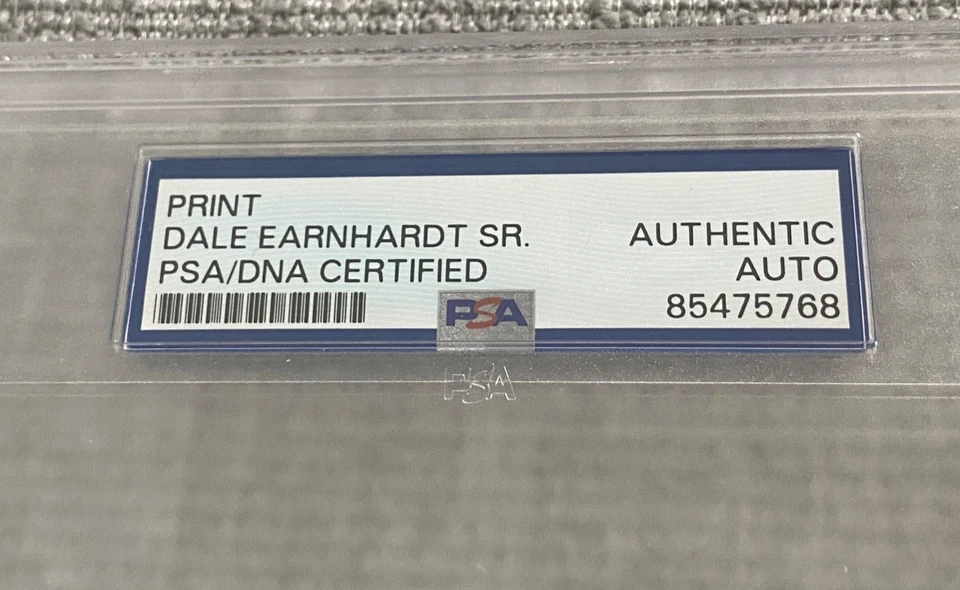 PRINT
DALE EARNHARDT SR.
PSA/DNA CERTIFIED
AUTHENTIC
AUTO
85475768
PSA
PSA